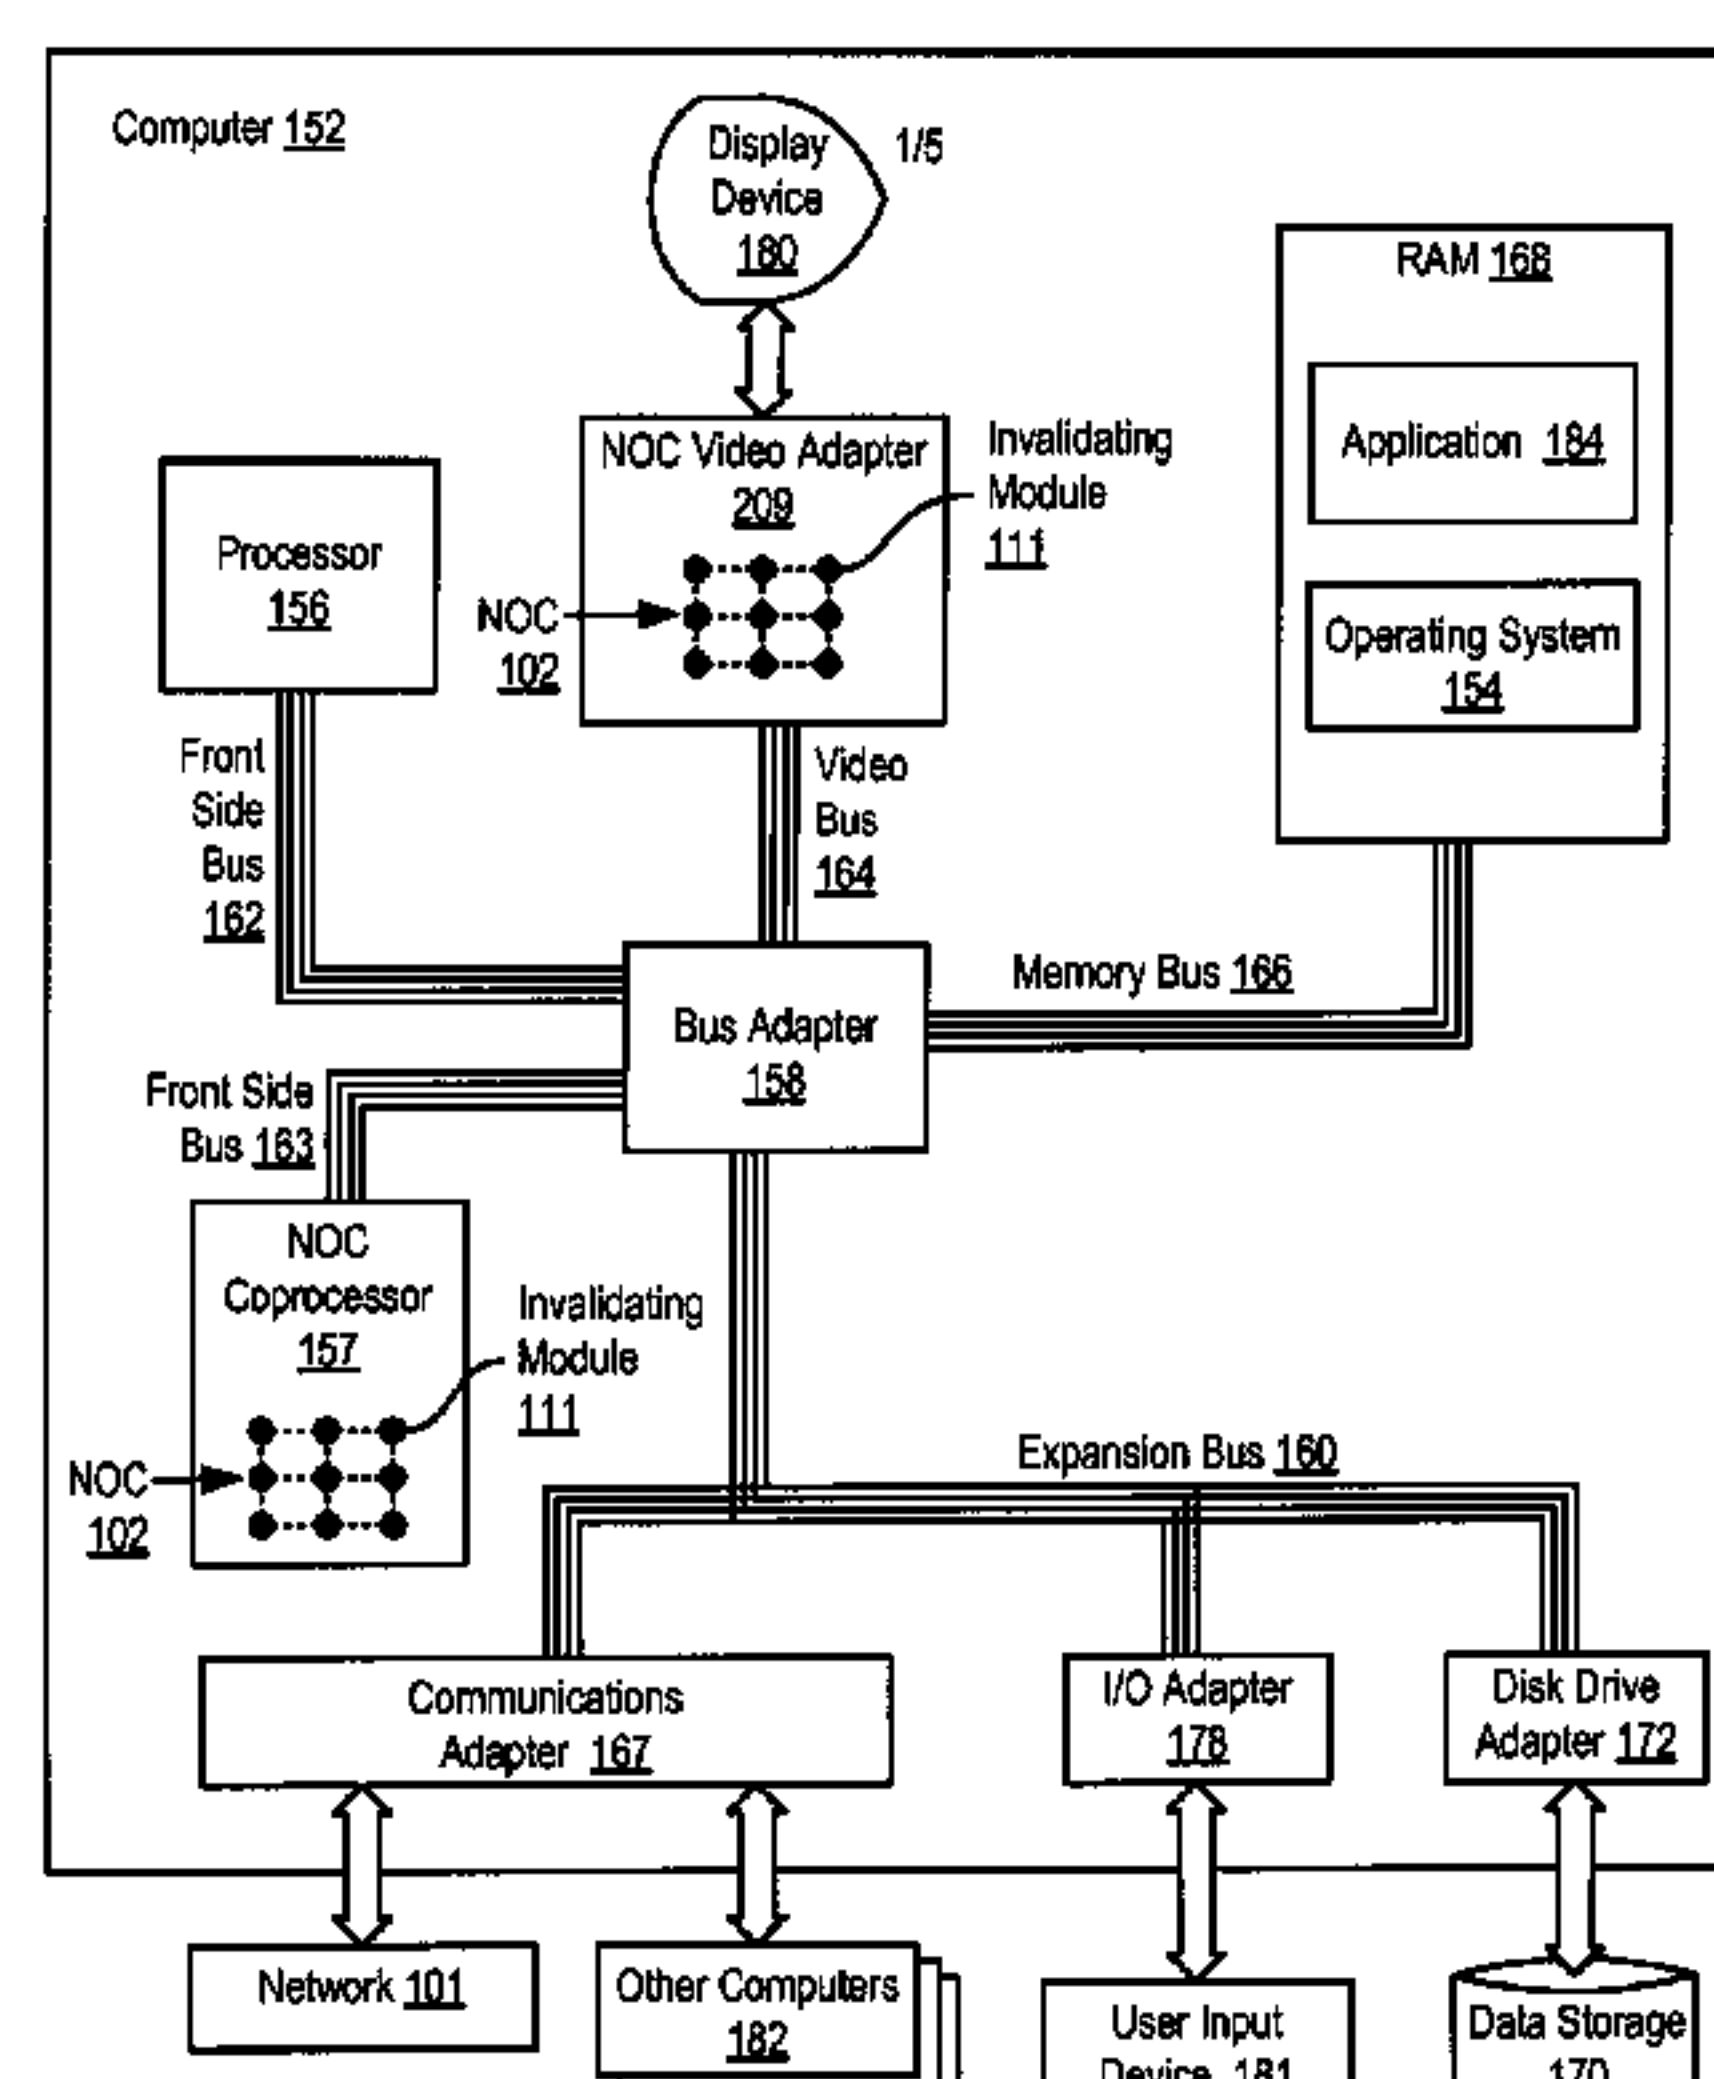 Computer 152
Display
Device
180
1/5
RAM 168
Application 184
Operating System
154
NOC Video Adapter
209
Invalidating
Module
111
NOC
102
Processor
156
Front
Side
Bus
162
Video
Bus
164
Memory Bus 166
Bus Adapter
158
Front Side
Bus 163
NOC
Coprocessor
157
Invalidating
Module
111
NOC
102
Expansion Bus 160
Communications
Adapter 167
I/O Adapter
178
Disk Drive
Adapter 172
Network 101
Other Computers
182
User Input
Device 181
Data Storage
170